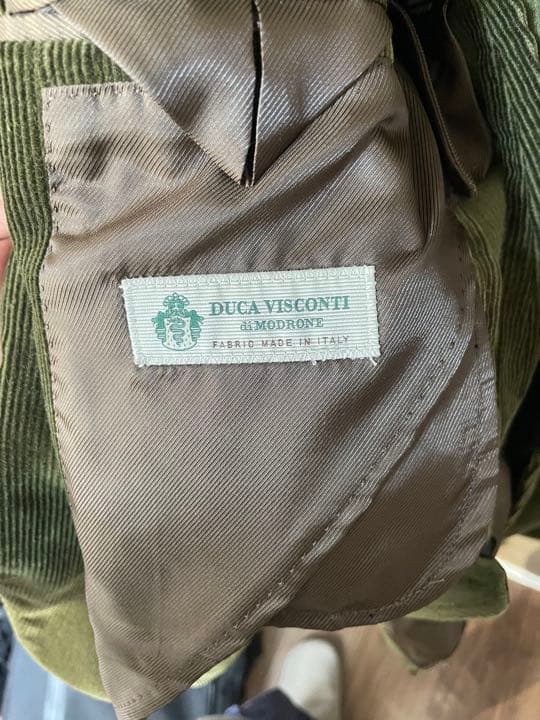 DUCA VISCONTI
di MODRONE
FABRIC MADE IN ITALY